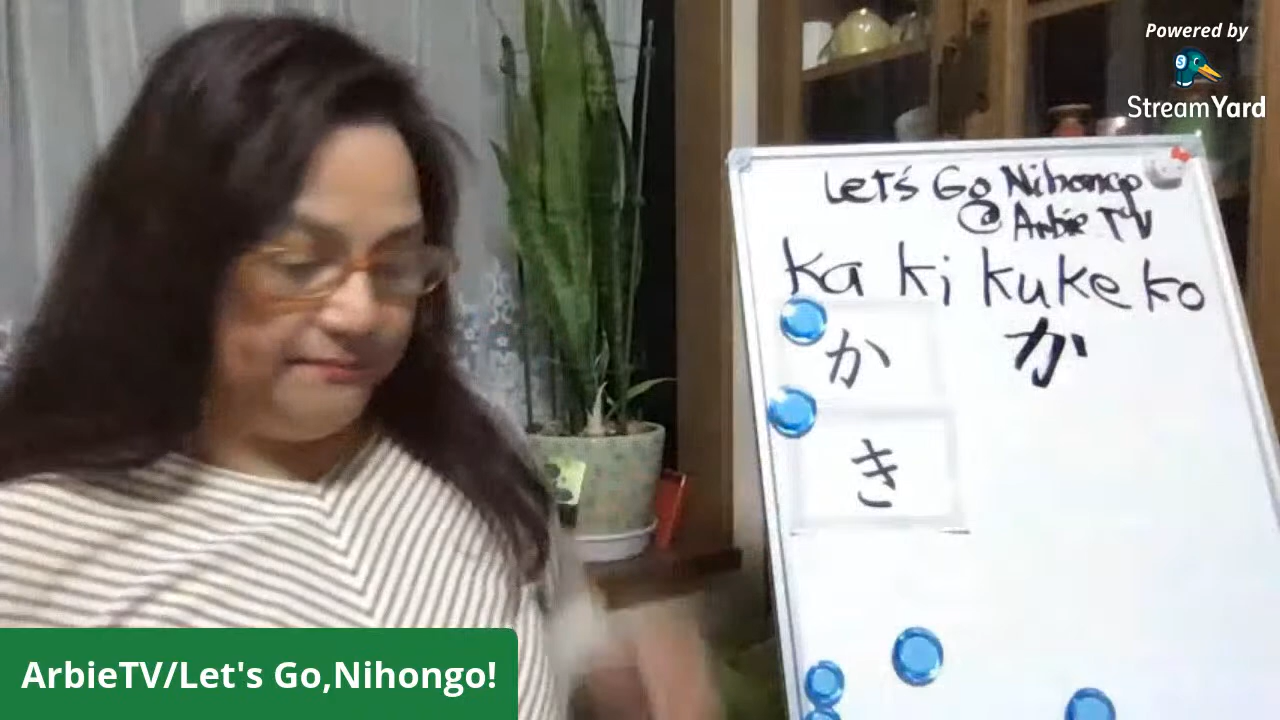 Powered by
StreamYard
Let's Go Nihongo
@ Arbie TV
ka ki ku ke ko
か か
き
ArbieTV/Let's Go,Nihongo!